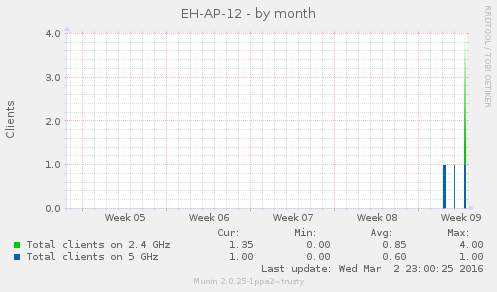 EH-AP-12 - by month
RRDTOOL / TOBI OETIKER
Clients
4.0
3.0
2.0
1.0
0.0
Week 05 Week 06 Week 07 Week 08 Week 09
Cur: Min: Avg: Max:
Total clients on 2.4 GHz 1.35 0.00 0.85 4.00
Total clients on 5 GHz 1.00 0.00 0.60 1.00
Last update: Wed Mar 2 23:00:25 2016
Munin 2.0.25-1ppa2~trusty